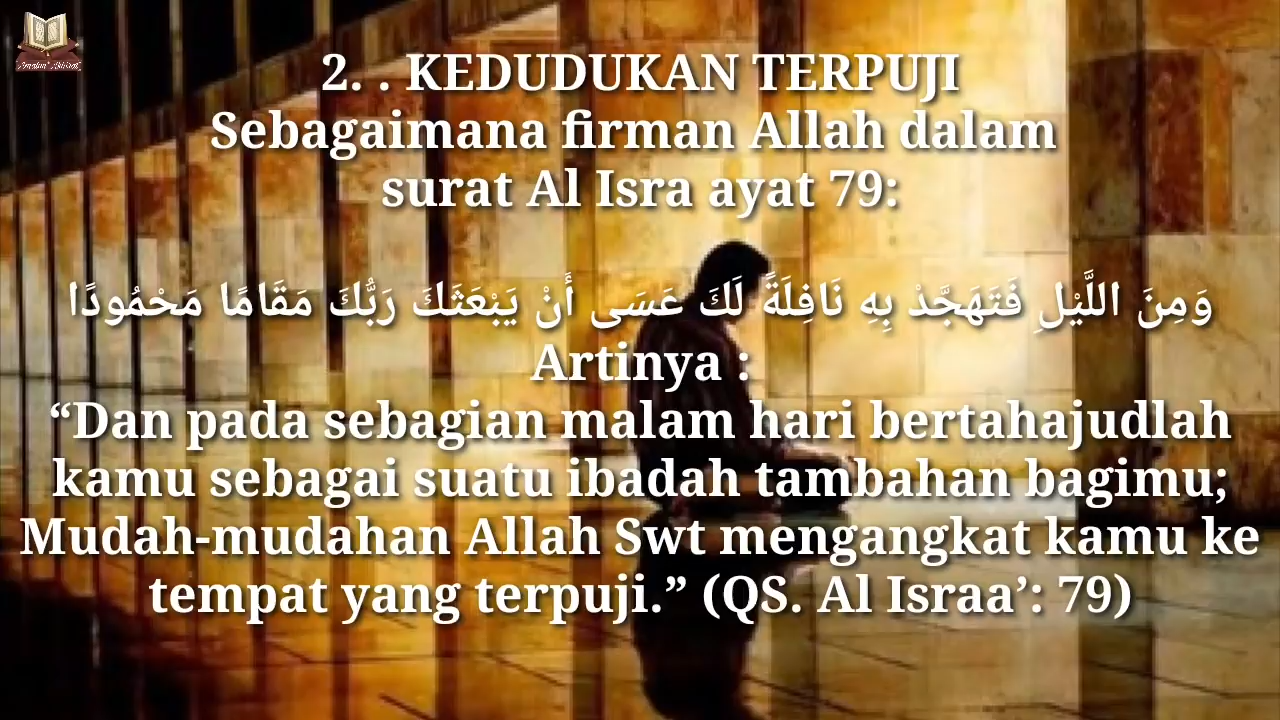 2. . KEDUDUKAN TERPUJI
Sebagaimana firman Allah dalam
surat Al Isra ayat 79:
وَمِنَ اللَّيْلِ فَتَهَجَّدْ بِهِ نَافِلَةً لَكَ عَسَى أَنْ يَبْعَثَكَ رَبُّكَ مَقَامًا مَحْمُودًا
Artinya :
“Dan pada sebagian malam hari bertahajudlah
kamu sebagai suatu ibadah tambahan bagimu;
Mudah-mudahan Allah Swt mengangkat kamu ke
tempat yang terpuji.” (QS. Al Israa’: 79)